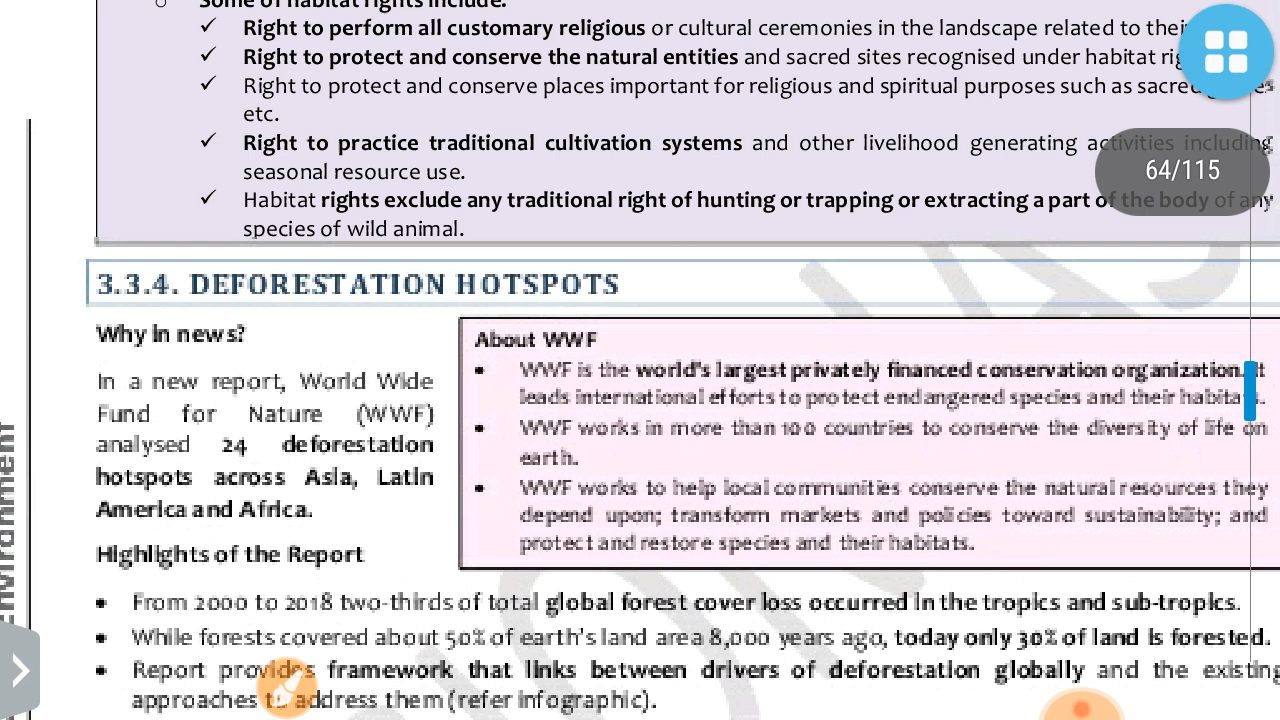 Some of habitat rights include:
✓ Right to perform all customary religious or cultural ceremonies in the landscape related to their
✓ Right to protect and conserve the natural entities and sacred sites recognised under habitat
✓ Right to protect and conserve places important for religious and spiritual purposes such as sacred
etc.
✓ Right to practice traditional cultivation systems and other livelihood generating activities including
seasonal resource use.
64/115
✓ Habitat rights exclude any traditional right of hunting or trapping or extracting a part of the body of any
species of wild animal.
3.3.4. DEFORESTATION HOTSPOTS
Why in news?
In a new report, World Wide
Fund for Nature (WWF)
analysed 24 deforestation
hotspots across Asia, Latin
America and Africa.
Highlights of the Report
About WWF
• WWF is the world's largest privately financed conservation organization. It
leads international efforts to protect endangered species and their habitats.
• WWF works in more than 100 countries to conserve the diversity of life on
earth.
• WWF works to help local communities conserve the natural resources they
depend upon; transform markets and policies toward sustainability; and
protect and restore species and their habitats.
• From 2000 to 2018 two-thirds of total global forest cover loss occurred in the tropics and sub-tropics.
• While forests covered about 50% of earth's land area 8,000 years ago, today only 30% of land is forested.
• Report provides framework that links between drivers of deforestation globally and the existing
approaches to address them (refer infographic).